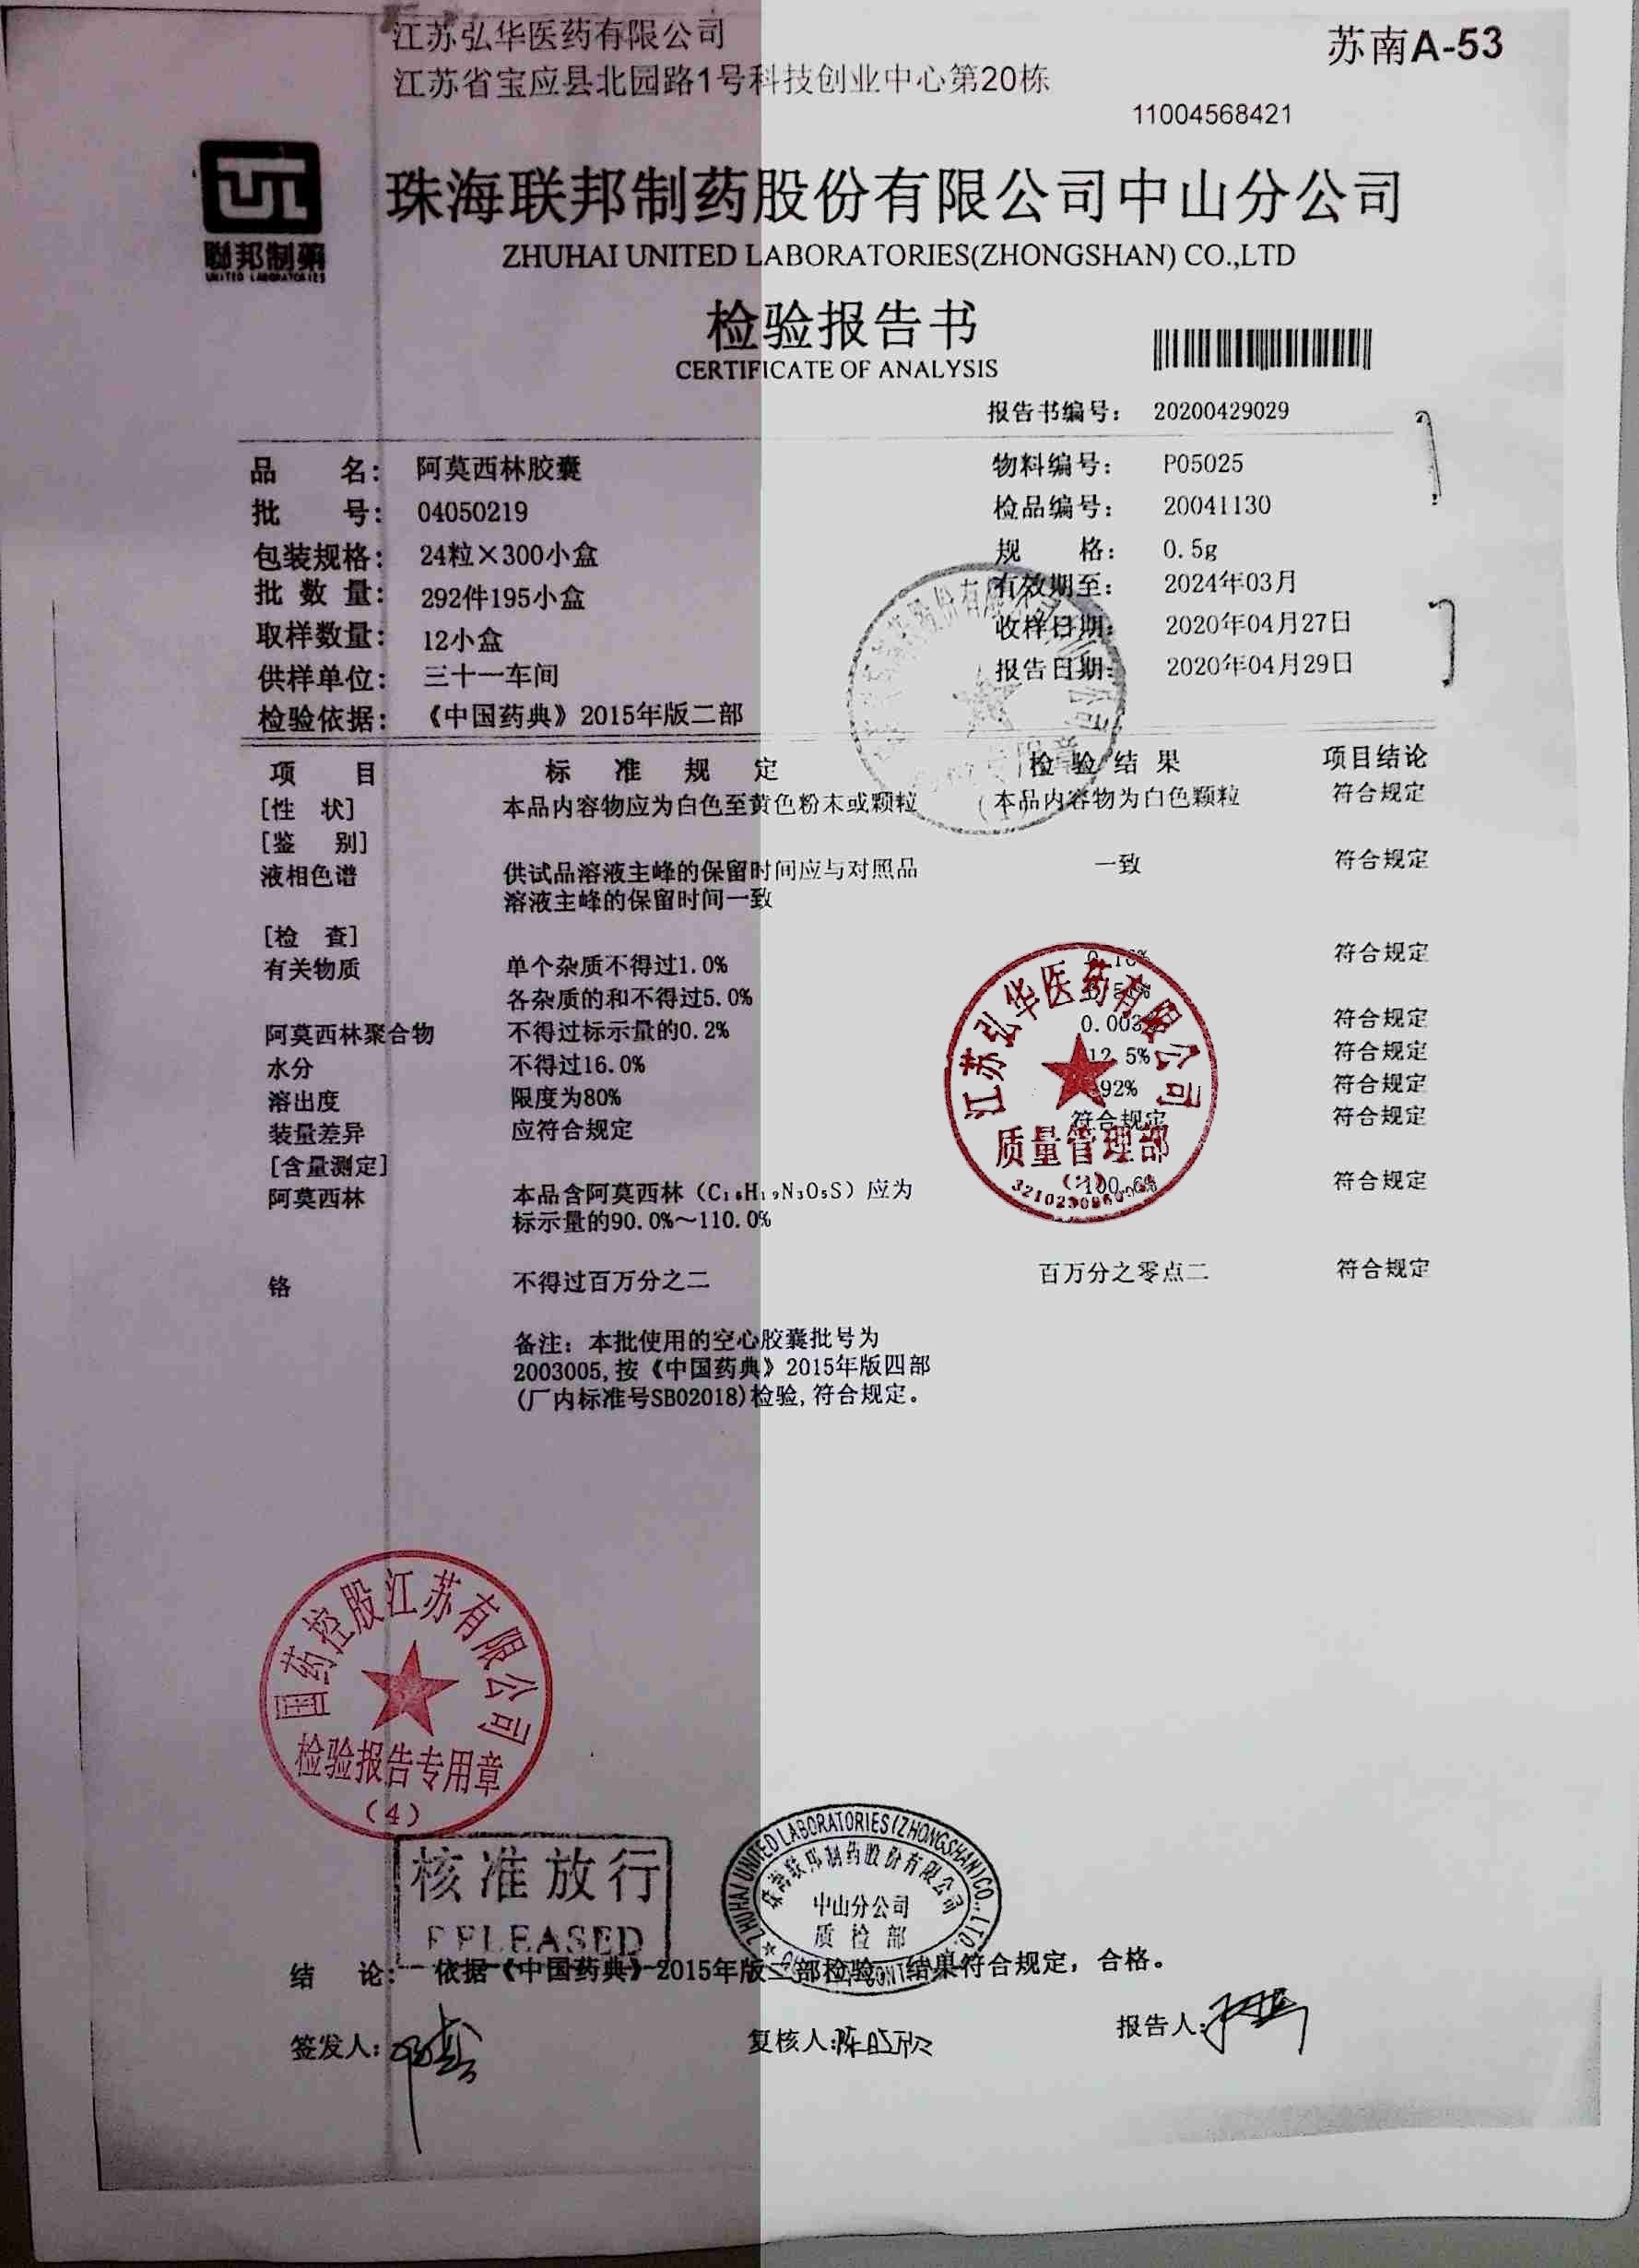 江苏弘华医药有限公司
苏南A-53
江苏省宝应县北园路1号科技创业中心第20栋
11004568421
聯邦制藥
UNITED LABORATORIES
珠海联邦制药股份有限公司中山分公司
ZHUHAI UNITED LABORATORIES(ZHONGSHAN) CO.,LTD
检验报告书
CERTIFICATE OF ANALYSIS
报告书编号: 20200429029
品 名: 阿莫西林胶囊 物料编号: P05025
批 号: 04050219 检品编号: 20041130
包装规格: 24粒×300小盒 规 格: 0.5g
批 数 量: 292件195小盒 有效期至: 2024年03月
取样数量: 12小盒 收样日期: 2020年04月27日
供样单位: 三十一车间 报告日期: 2020年04月29日
检验依据: 《中国药典》2015年版二部
项 目 标 准 规 定 检 验 结 果 项目结论
[性 状] 本品内容物应为白色至黄色粉末或颗粒 本品内容物为白色颗粒 符合规定
[鉴 别]
液相色谱 供试品溶液主峰的保留时间应与对照品 一致 符合规定
溶液主峰的保留时间一致
[检 查]
有关物质 单个杂质不得过1.0% 符合规定
各杂质的和不得过5.0%
阿莫西林聚合物 不得过标示量的0.2% 符合规定
水分 不得过16.0% 12.5% 符合规定
溶出度 限度为80% 92% 符合规定
装量差异 应符合规定 符合规定 符合规定
[含量测定]
阿莫西林 本品含阿莫西林（C₁₆H₁₉N₃O₅S）应为 100.6% 符合规定
标示量的90.0%～110.0%
铬 不得过百万分之二 百万分之零点二 符合规定
备注: 本批使用的空心胶囊批号为
2003005,按《中国药典》2015年版四部
(厂内标准号SB02018)检验,符合规定。
江苏弘华医药有限公司
质量管理部
国药控股江苏有限公司
检验报告专用章
(4)
核准放行
RELEASED
ZHUHAI UNITED LABORATORIES(ZHONGSHAN)CO.,LTD.
珠海联邦制药股份有限公司
中山分公司
质检部
结 论: 依据《中国药典》2015年版二部检验，结果符合规定，合格。
签发人: 复核人: 报告人: